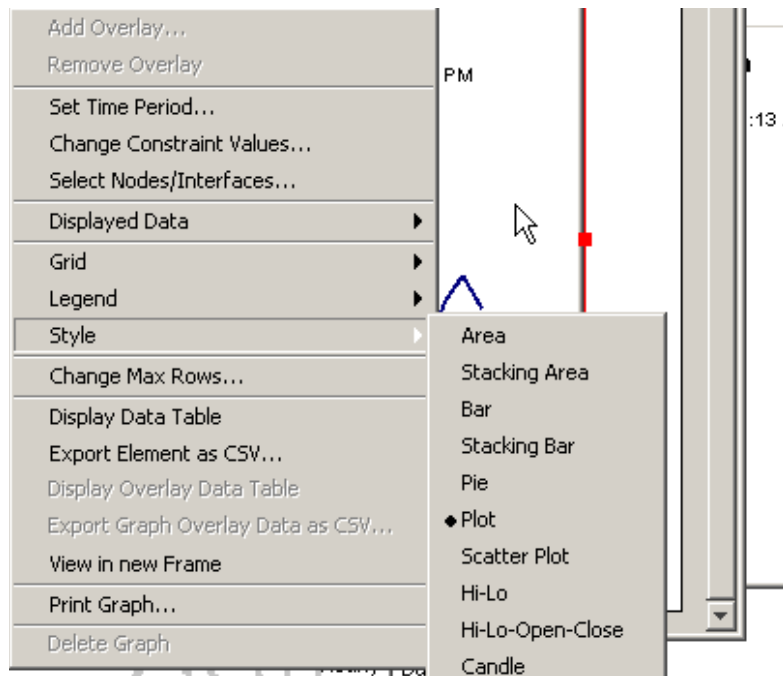 Add Overlay...
Remove Overlay
PM
Set Time Period...
:13
Change Constraint Values...
Select Nodes/Interfaces...
Displayed Data
Grid
Legend
Style
Area
Stacking Area
Change Max Rows...
Bar
Display Data Table
Stacking Bar
Export Element as CSV...
Pie
Display Overlay Data Table
Plot
Export Graph Overlay Data as CSV...
Scatter Plot
View in new Frame
Hi-Lo
Print Graph...
Hi-Lo-Open-Close
Delete Graph
Candle